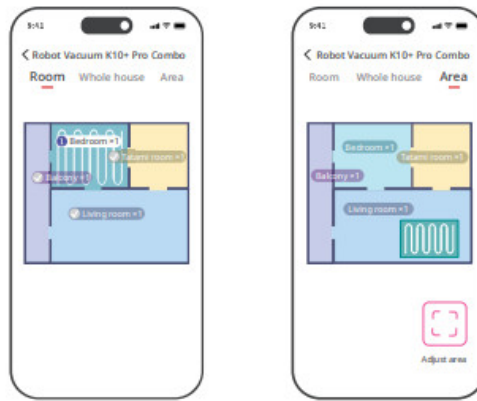 9:41
Robot Vacuum K10+ Pro Combo
Room Whole house Area
1 Bedroom ×1
Tatami room ×1
Balcony ×1
Living room ×1
9:41
Robot Vacuum K10+ Pro Combo
Room Whole house Area
Bedroom ×1
Tatami room ×1
Balcony ×1
Living room ×1
Adjust area